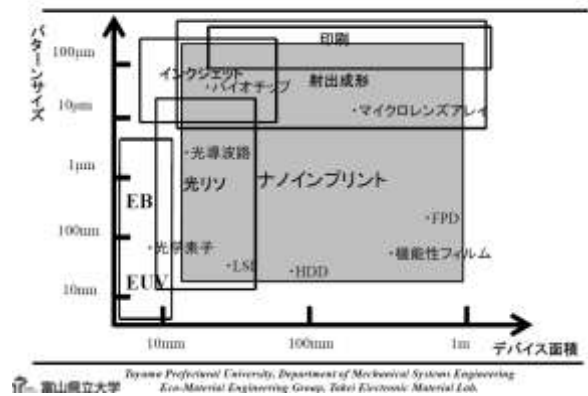 パターンサイズ
100μm
10μm
1μm
100mm
10mm
印刷
インクジェット
・バイオチップ
射出成形
・マイクロレンズアレイ
・光導波路
光リソ
ナノインプリント
EB
EUV
・光学素子
・LSI
・HDD
・FPD
・機能性フィルム
10mm
100mm
1m
デバイス面積
富山県立大学
Toyama Prefectural University, Department of Mechanical Systems Engineering
Eco-Material Engineering Group, Takei Electronic Material Lab.